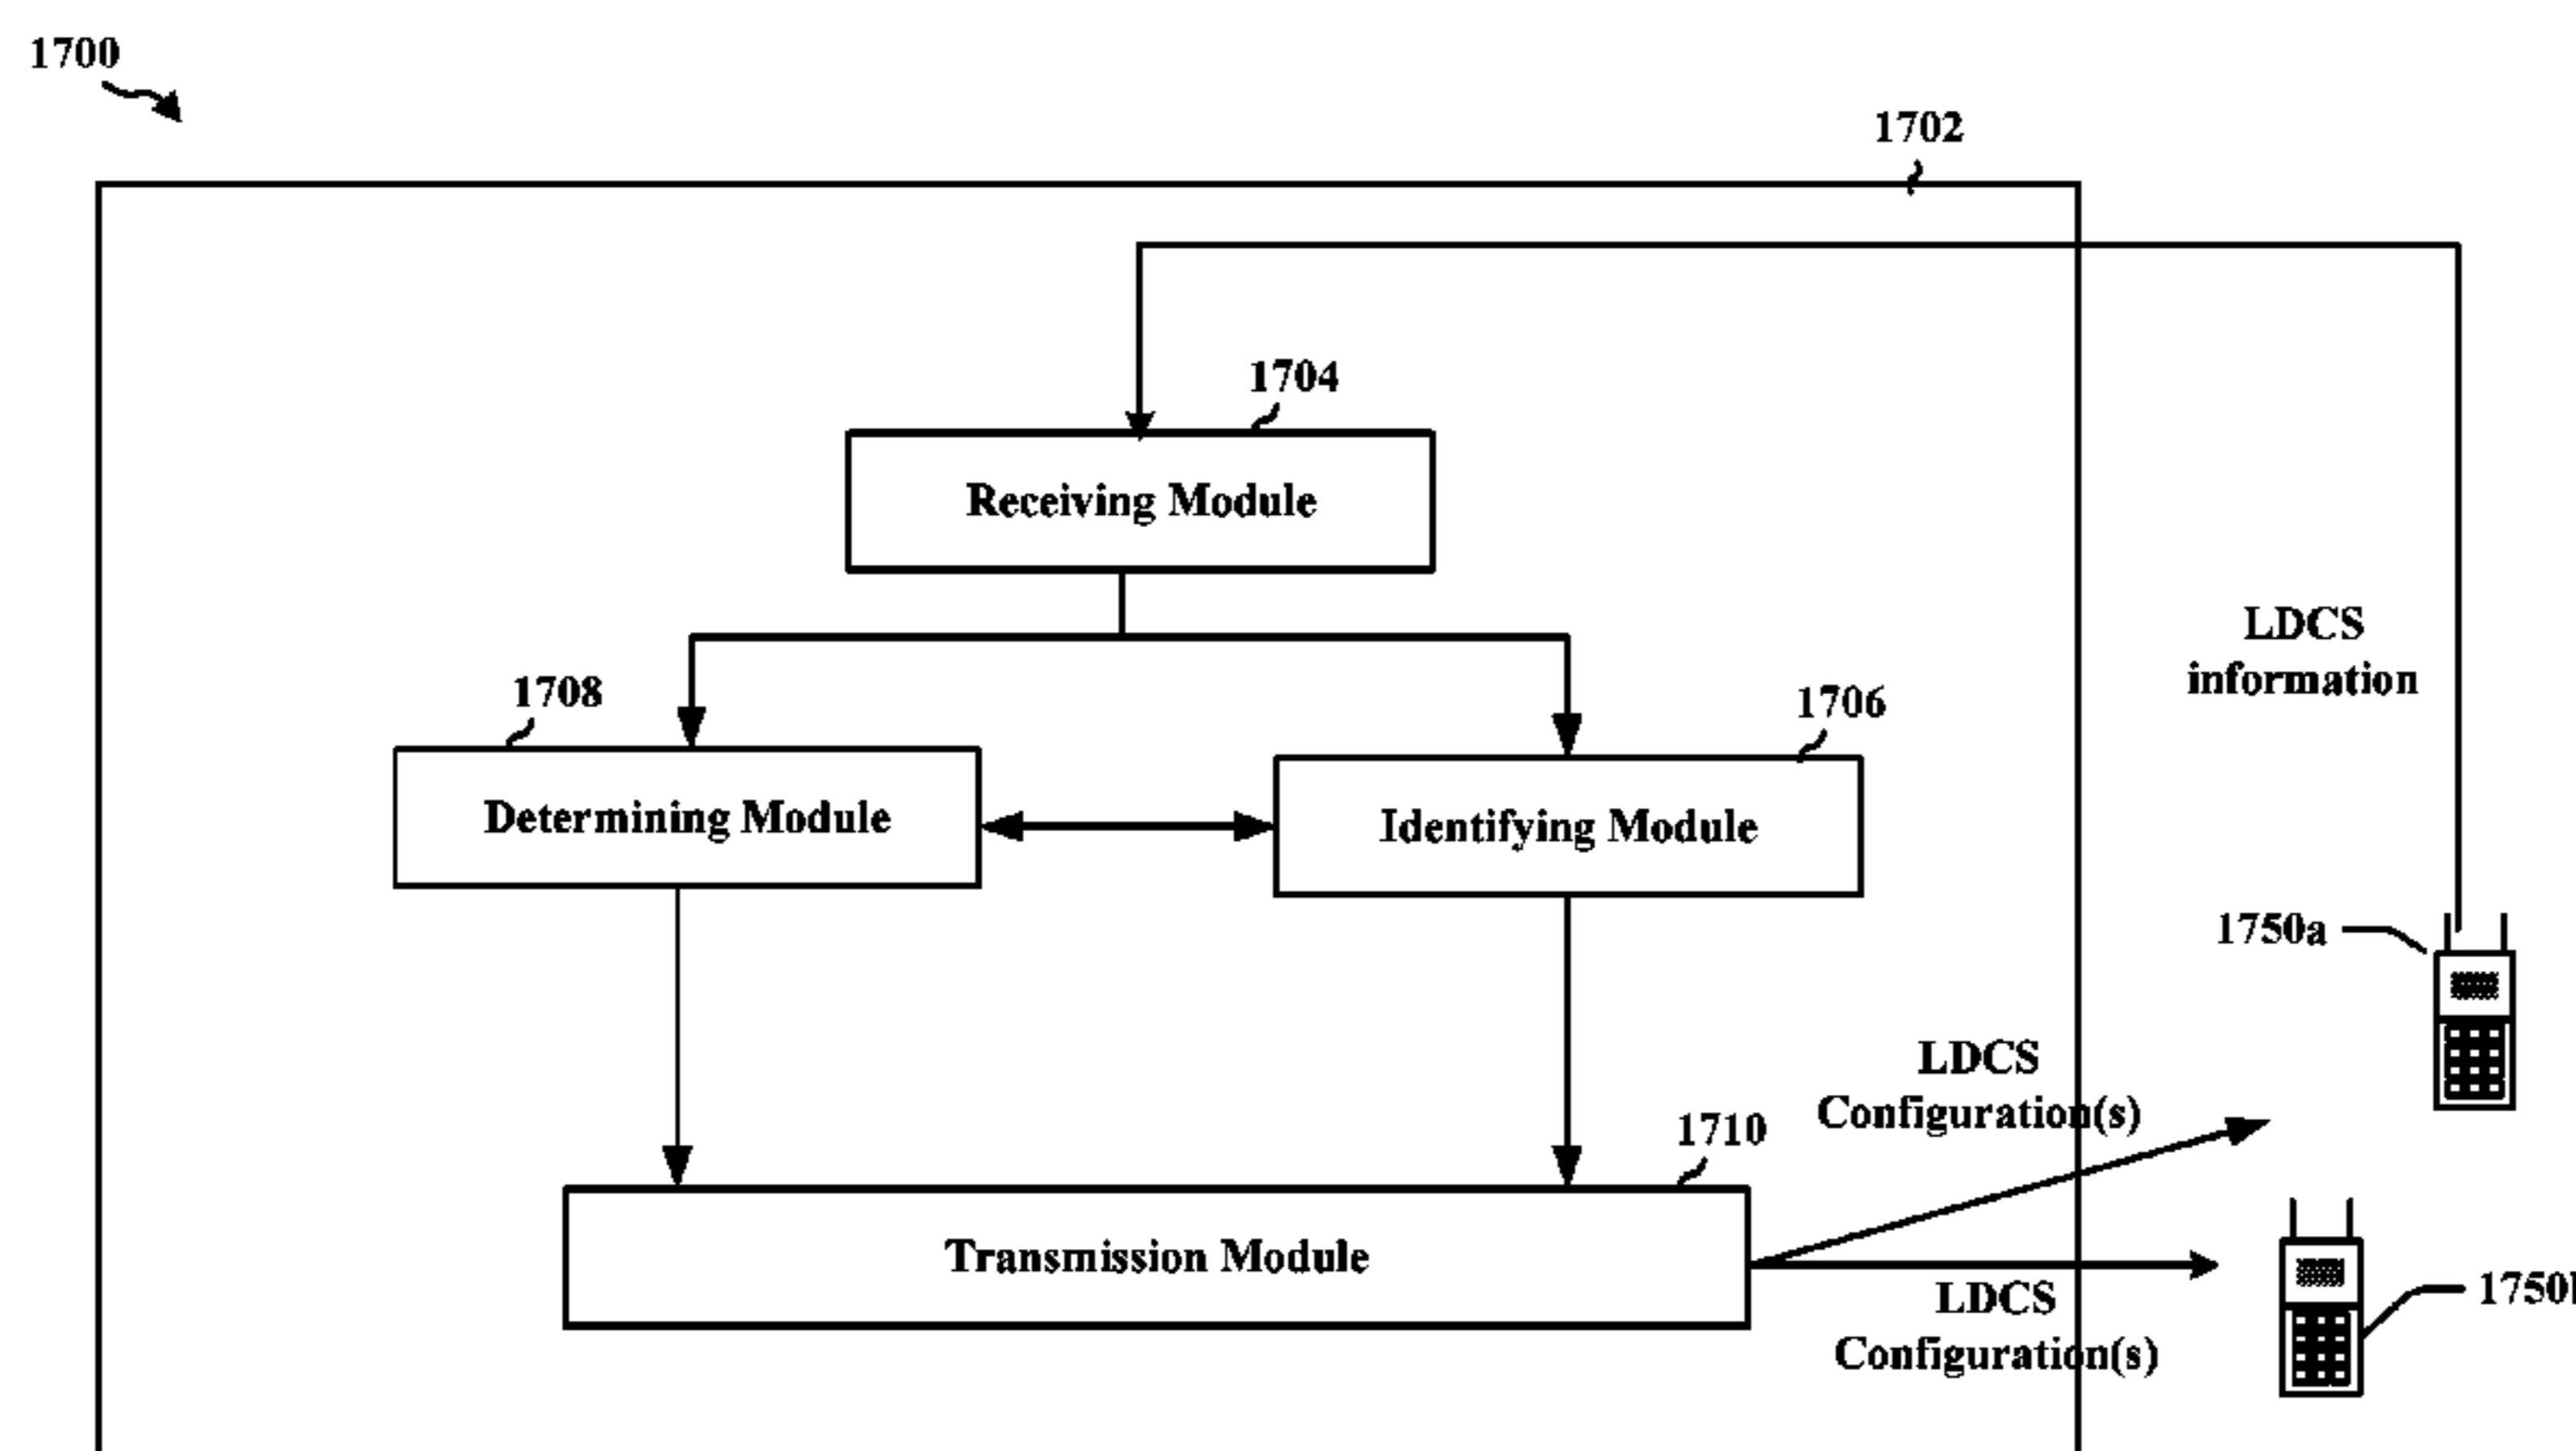 1700
1702
1704
Receiving Module
LDCS
information
1708
1706
Determining Module
Identifying Module
1750a
LDCS
Configuration(s)
1710
Transmission Module
LDCS
Configuration(s)